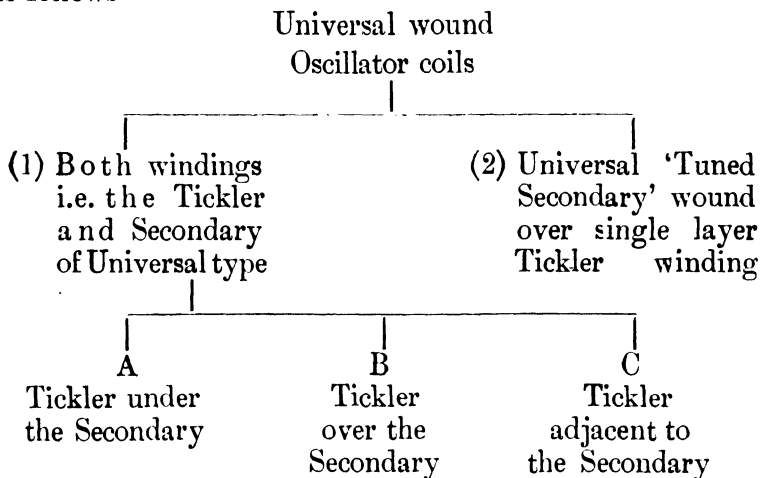 Universal wound
Oscillator coils
(1) Both windings
i.e. the Tickler
and Secondary
of Universal type
(2) Universal ‘Tuned
Secondary’ wound
over single layer
Tickler winding
A
Tickler under
the Secondary
B
Tickler
over the
Secondary
C
Tickler
adjacent to
the Secondary